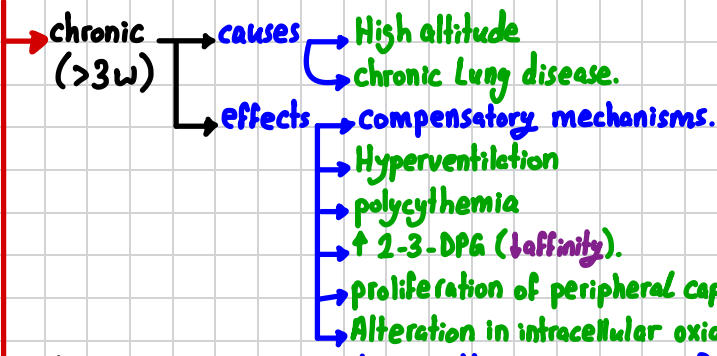 chronic causes High altitude
(>3w) chronic Lung disease.
effects compensatory mechanisms.
Hyperventilation
polycythemia
↑ 2-3-DPG (↓affinity).
proliferation of peripheral
Alteration in intracellular